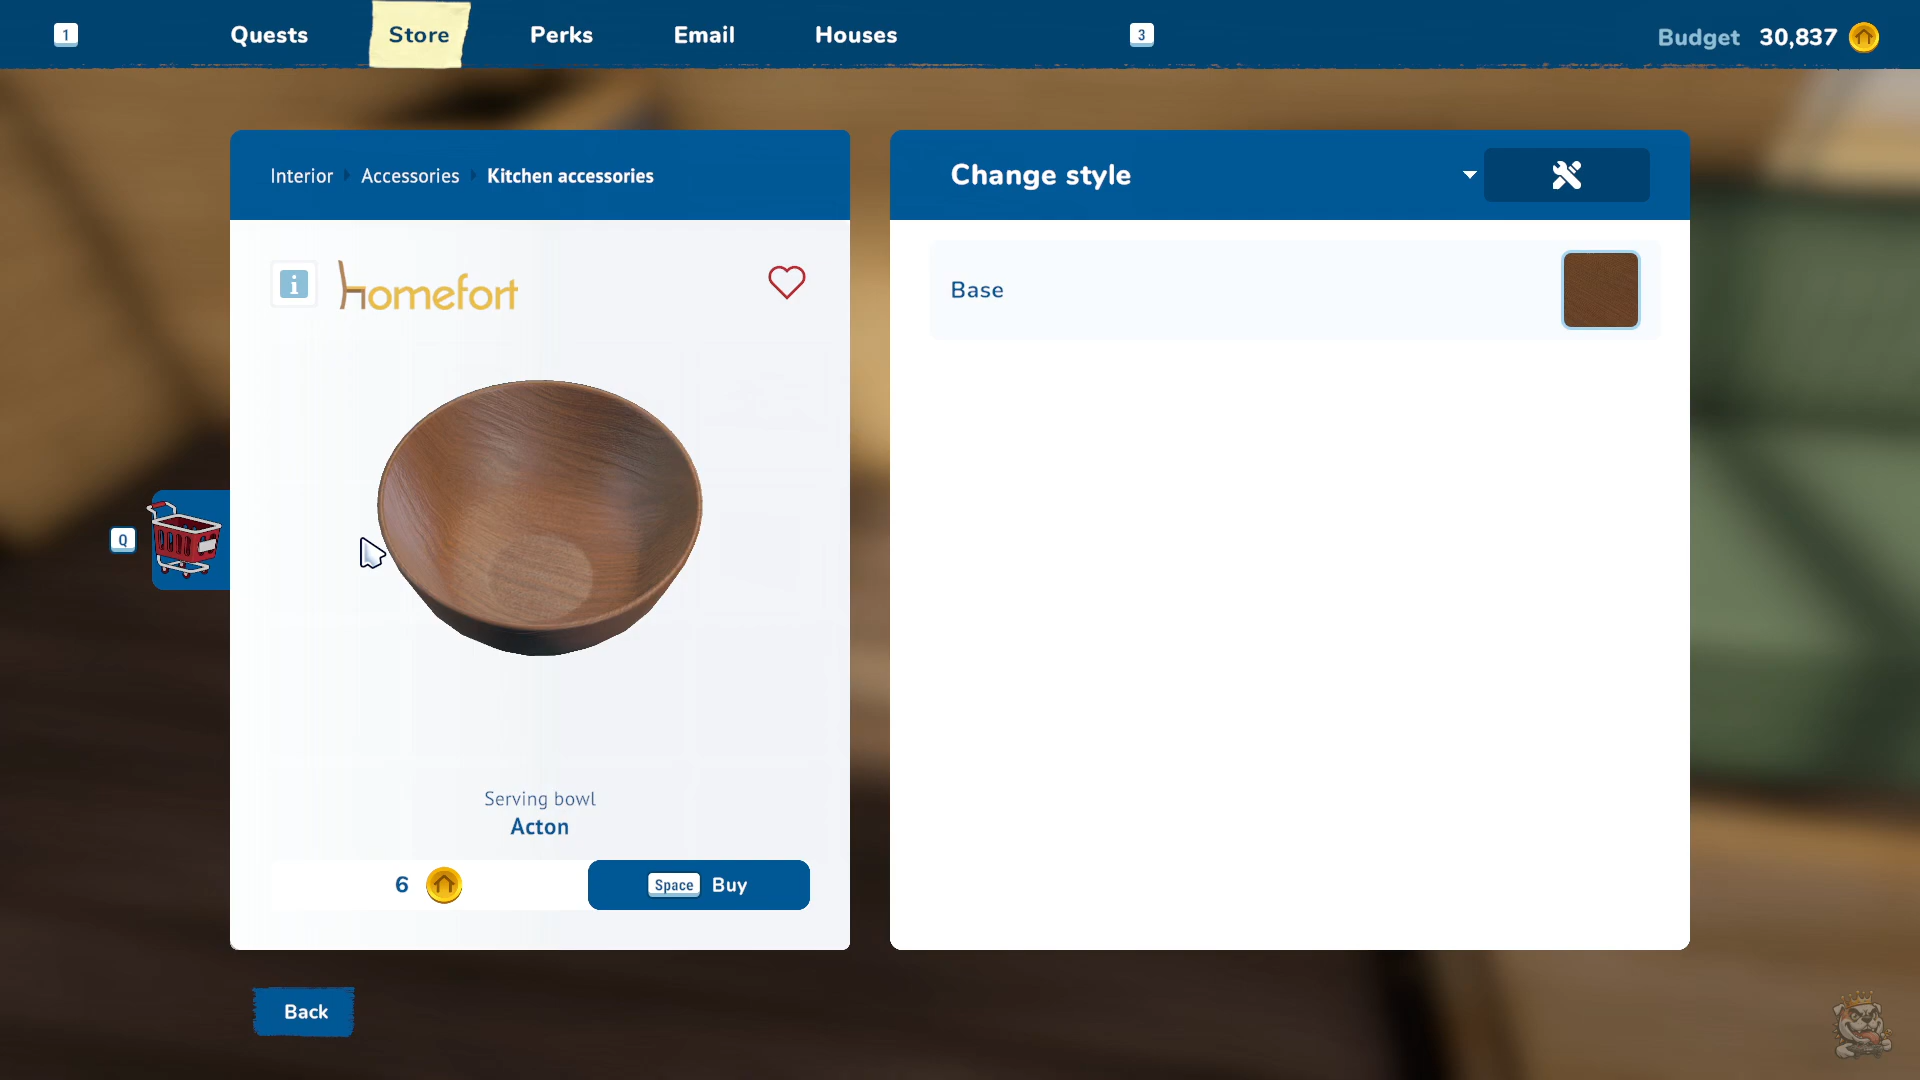 1
Quests
Store
Perks
Email
Houses
3
Budget 30,837
Interior
Accessories
Kitchen accessories
Change style
i
homefort
Base
Q
Serving bowl
Acton
6
Space
Buy
Back